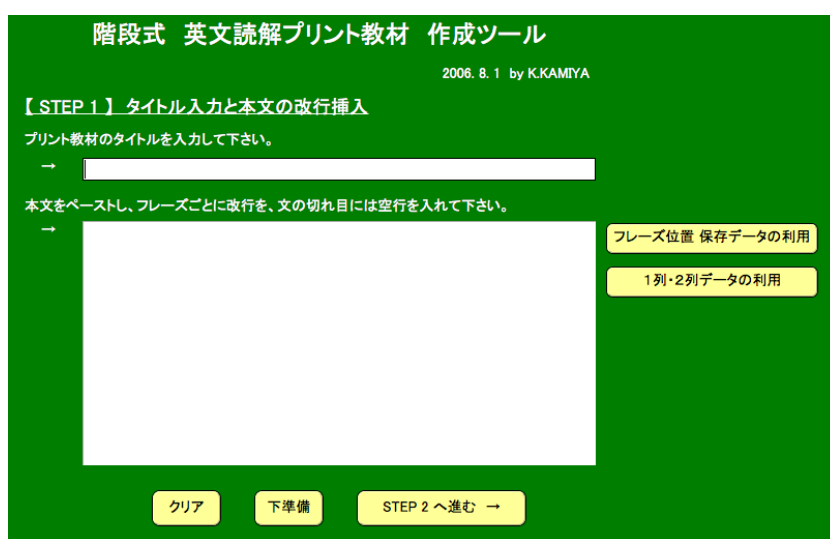 階段式 英文読解プリント教材 作成ツール
2006. 8. 1 by K.KAMIYA
【 STEP 1 】 タイトル入力と本文の改行挿入
プリント教材のタイトルを入力して下さい。
→
本文をペーストし、フレーズごとに改行を、文の切れ目には空行を入れて下さい。
→
フレーズ位置 保存データの利用
1列・2列データの利用
クリア
下準備
STEP 2 へ進む →